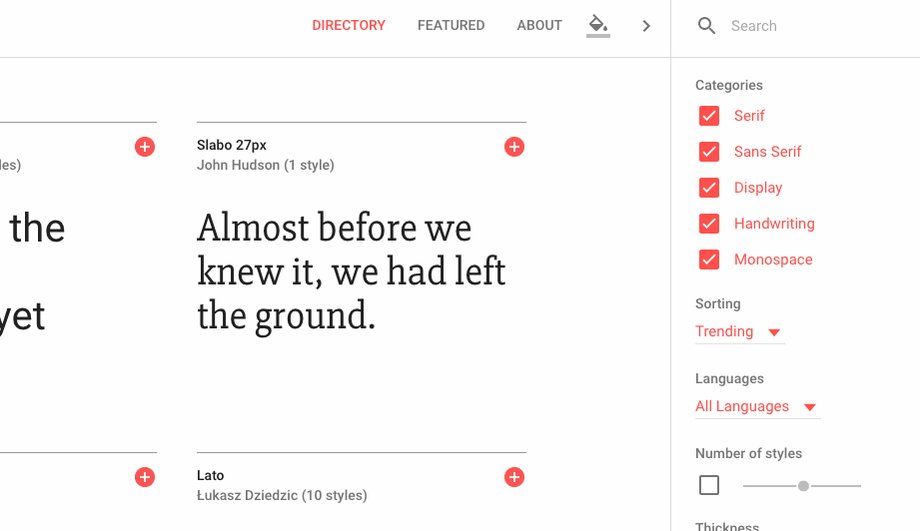 DIRECTORY FEATURED ABOUT
Search
les)
the
yet
Slabo 27px
John Hudson (1 style)
Almost before we
knew it, we had left
the ground.
Lato
Łukasz Dziedzic (10 styles)
Categories
Serif
Sans Serif
Display
Handwriting
Monospace
Sorting
Trending
Languages
All Languages
Number of styles
Thickness